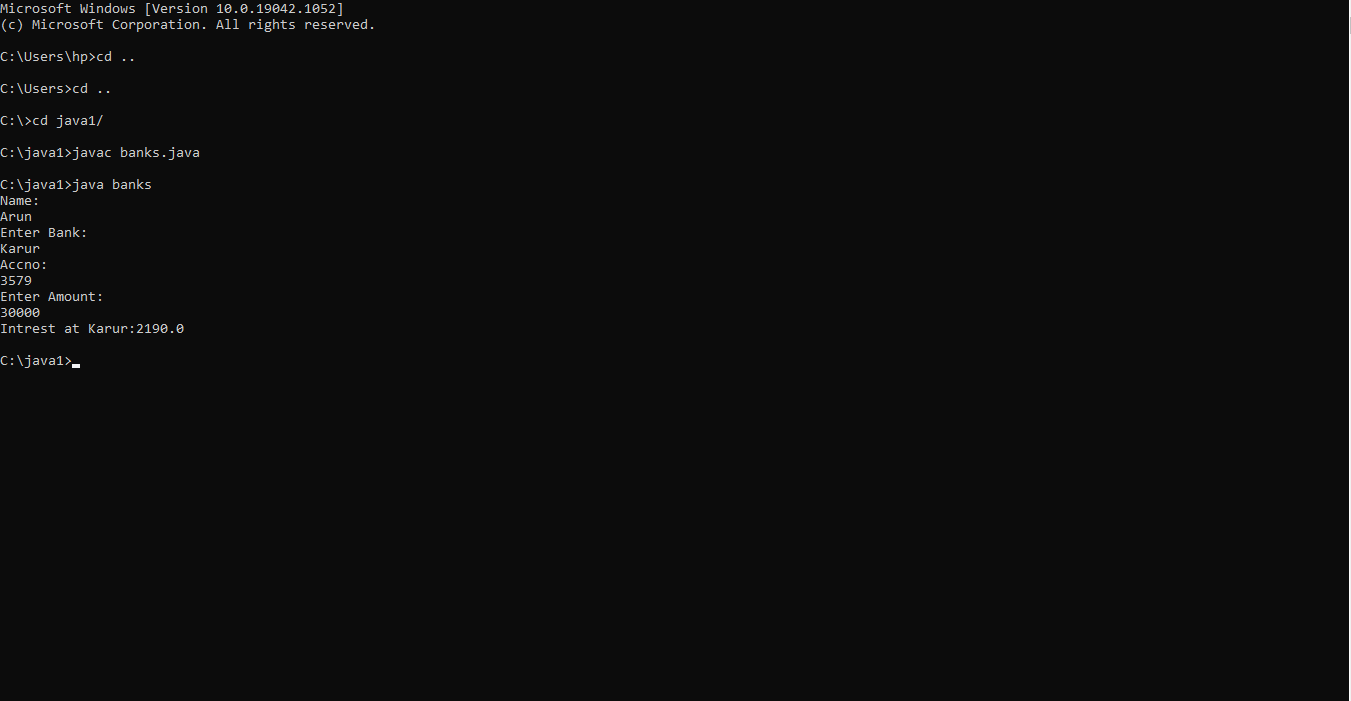 Microsoft Windows [Version 10.0.19042.1052]
(c) Microsoft Corporation. All rights reserved.
C:\Users\hp>cd ..
C:\Users>cd ..
C:\>cd java1/
C:\java1>javac banks.java
C:\java1>java banks
Name:
Arun
Enter Bank:
Karur
Accno:
3579
Enter Amount:
30000
Intrest at Karur:2190.0
C:\java1>